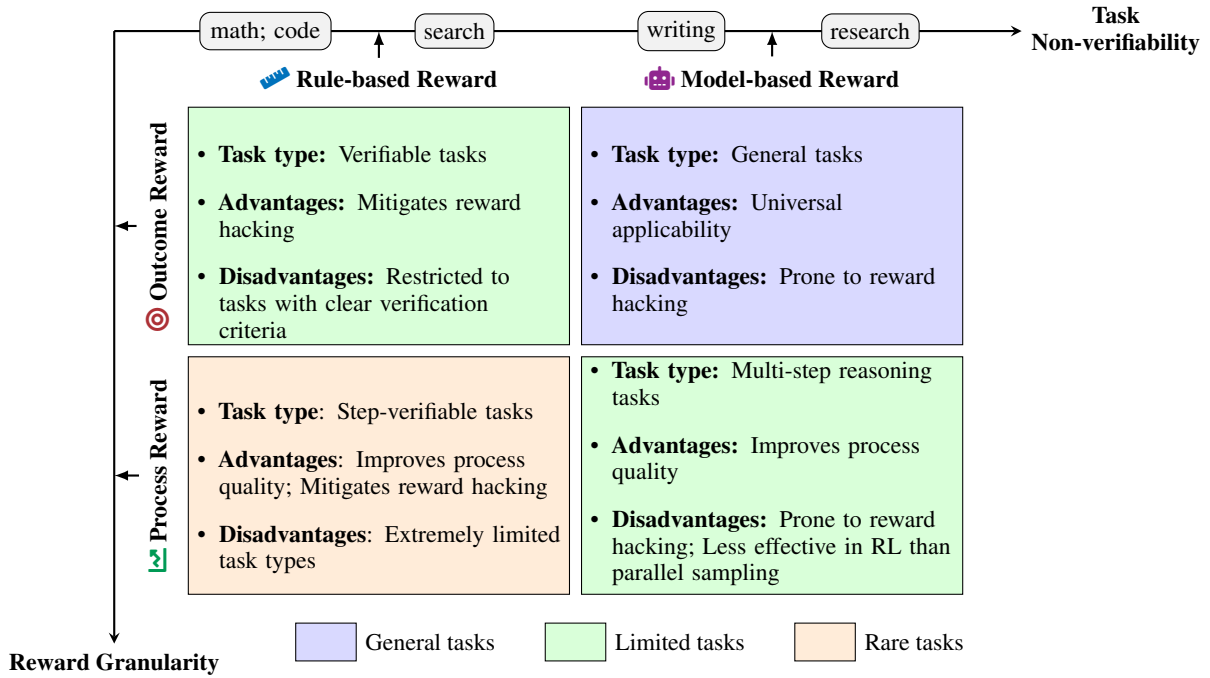 math; code
search
writing
research
Task
Non-verifiability
Rule-based Reward
Model-based Reward
Outcome Reward
• Task type: Verifiable tasks
• Advantages: Mitigates reward
hacking
• Disadvantages: Restricted to
tasks with clear verification
criteria
• Task type: General tasks
• Advantages: Universal
applicability
• Disadvantages: Prone to reward
hacking
Process Reward
• Task type: Step-verifiable tasks
• Advantages: Improves process
quality; Mitigates reward hacking
• Disadvantages: Extremely limited
task types
• Task type: Multi-step reasoning
tasks
• Advantages: Improves process
quality
• Disadvantages: Prone to reward
hacking; Less effective in RL than
parallel sampling
Reward Granularity
General tasks
Limited tasks
Rare tasks